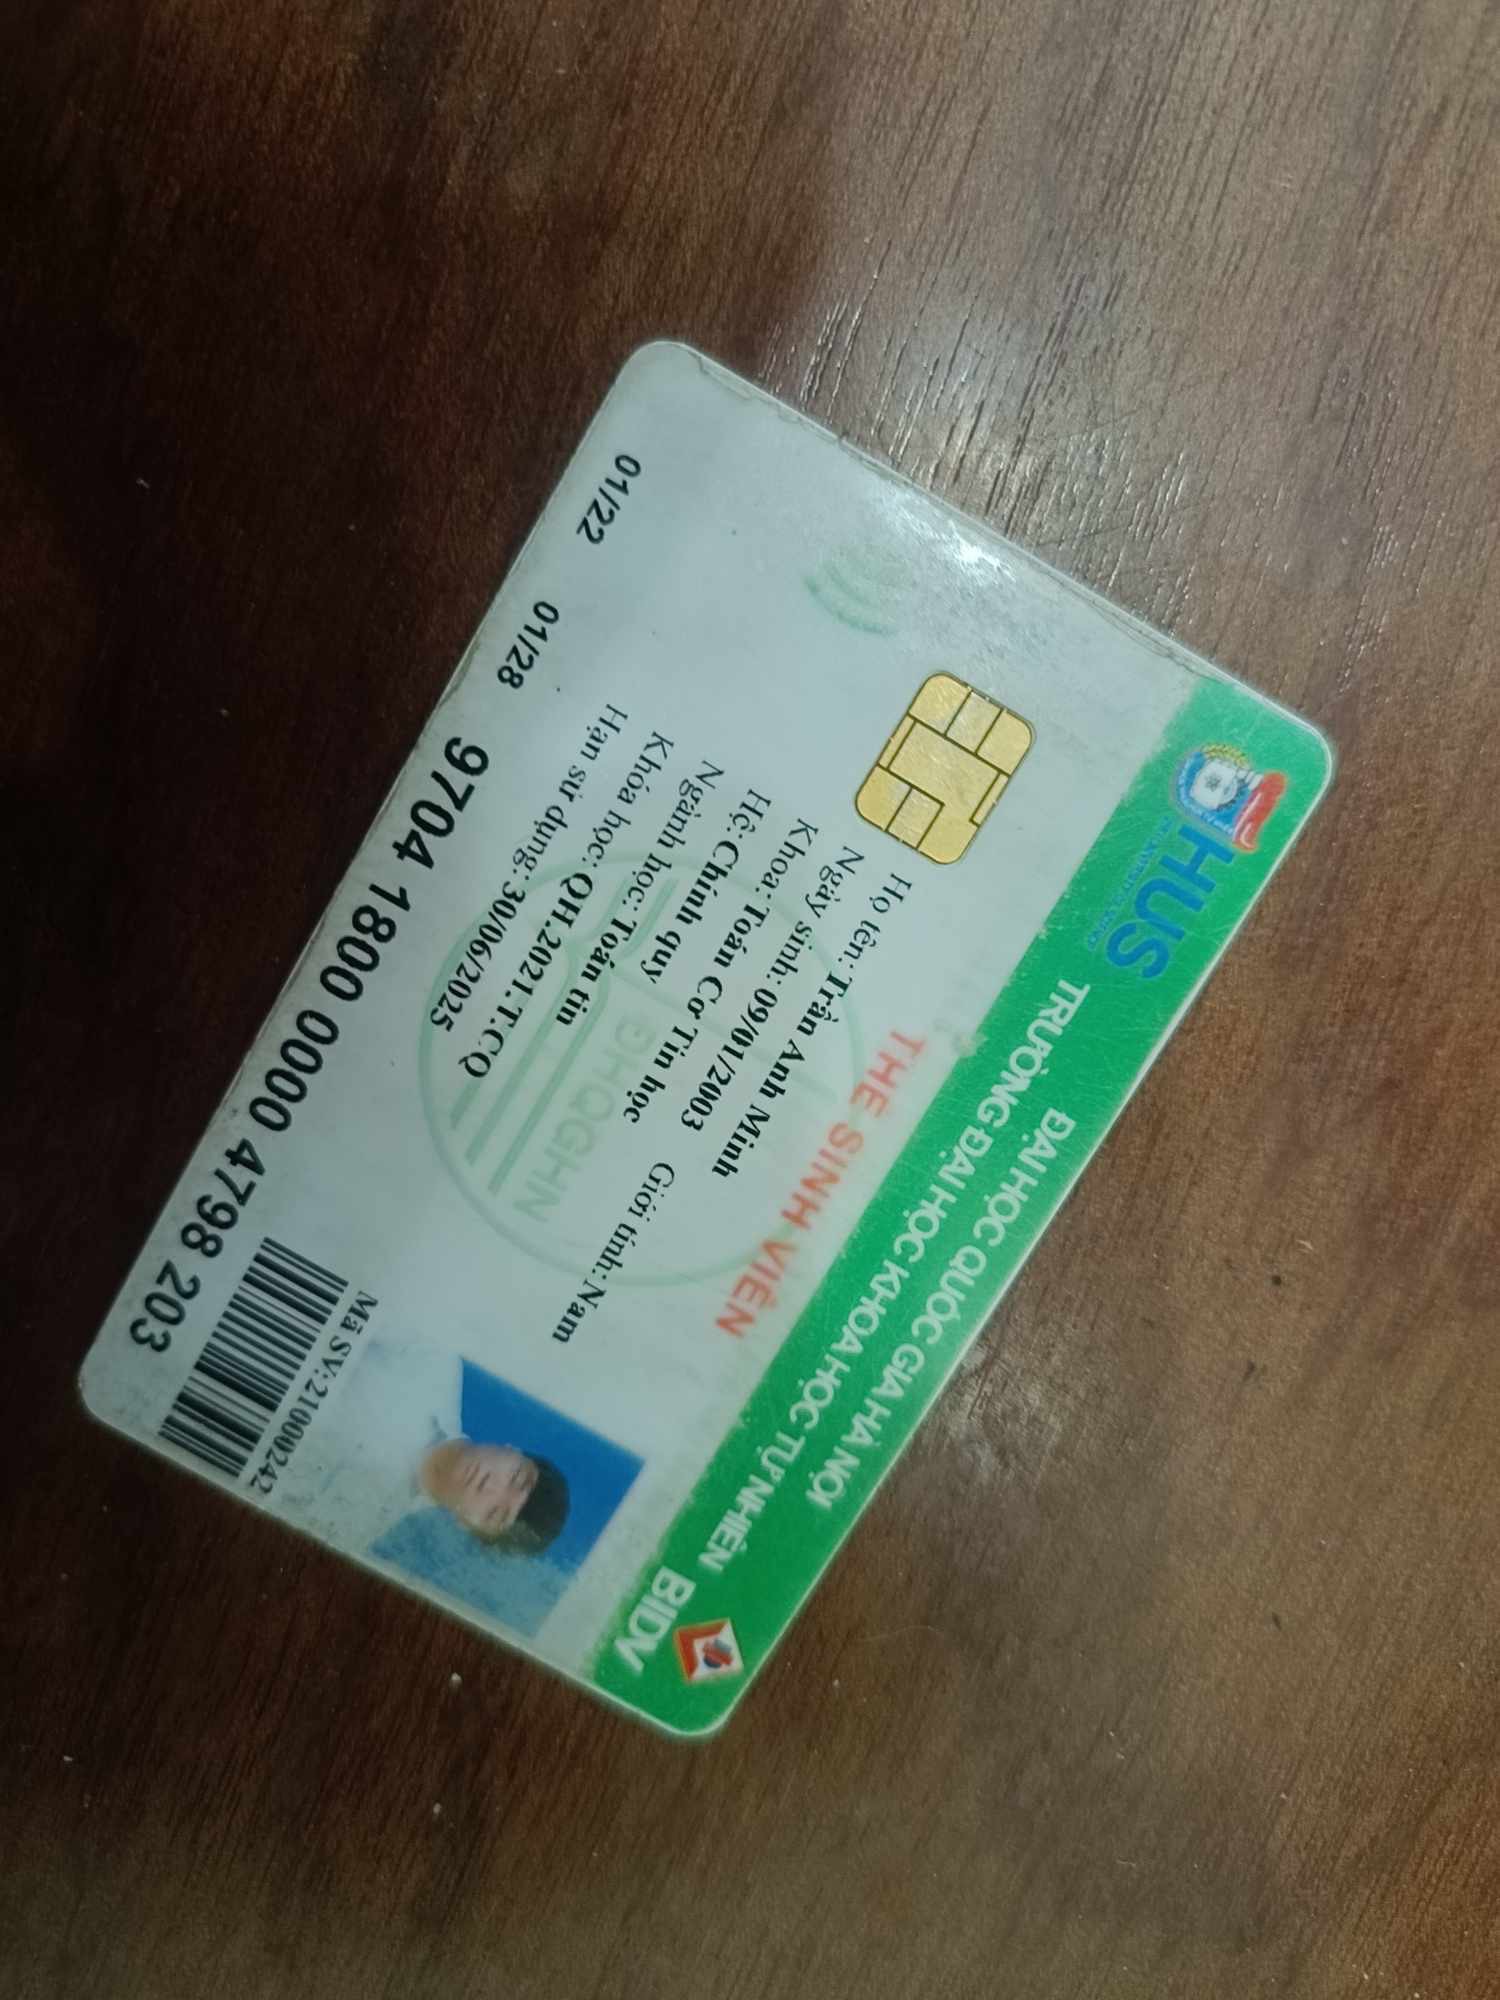 HUS
ĐẠI HỌC QUỐC GIA HÀ NỘI
TRƯỜNG ĐẠI HỌC KHOA HỌC TỰ NHIÊN
BIDV
THẺ SINH VIÊN
Họ tên: Trần Anh Minh
Ngày sinh: 09/01/2003 Giới tính: Nam
Khoa: Toán Cơ Tin học
Hệ: Chính quy
Ngành học: Toán tin
Khóa học: QH.2021.T.CQ
Hạn sử dụng: 30/06/2025
ĐHQGHN
Mã SV: 21000242
01/22 01/28
9704 1800 0000 4798 203